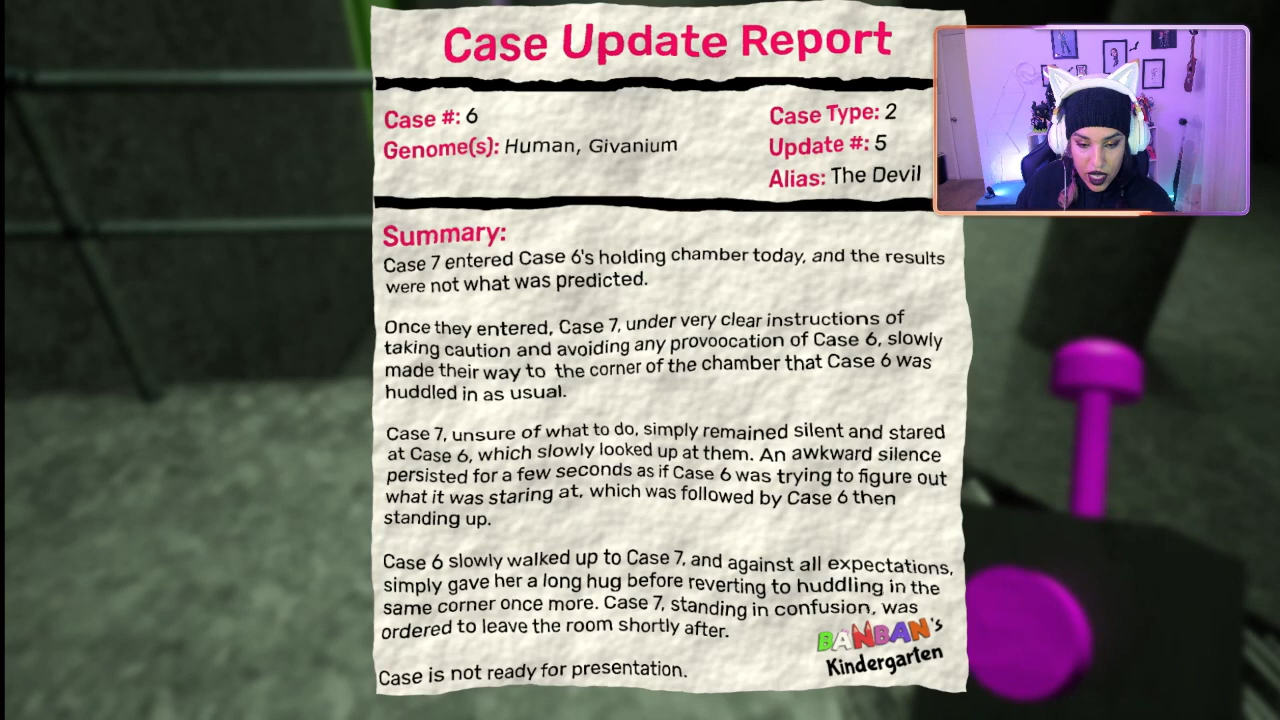 Case Update Report
Case #: 6
Genome(s): Human, Givanium
Case Type: 2
Update #: 5
Alias: The Devil
Summary:
Case 7 entered Case 6's holding chamber today, and the results
were not what was predicted.
Once they entered, Case 7, under very clear instructions of
taking caution and avoiding any provoocation of Case 6, slowly
made their way to the corner of the chamber that Case 6 was
huddled in as usual.
Case 7, unsure of what to do, simply remained silent and stared
at Case 6, which slowly looked up at them. An awkward silence
persisted for a few seconds as if Case 6 was trying to figure out
what it was staring at, which was followed by Case 6 then
standing up.
Case 6 slowly walked up to Case 7, and against all expectations,
simply gave her a long hug before reverting to huddling in the
same corner once more. Case 7, standing in confusion, was
ordered to leave the room shortly after.
Case is not ready for presentation.
BANBAN's
Kindergarten